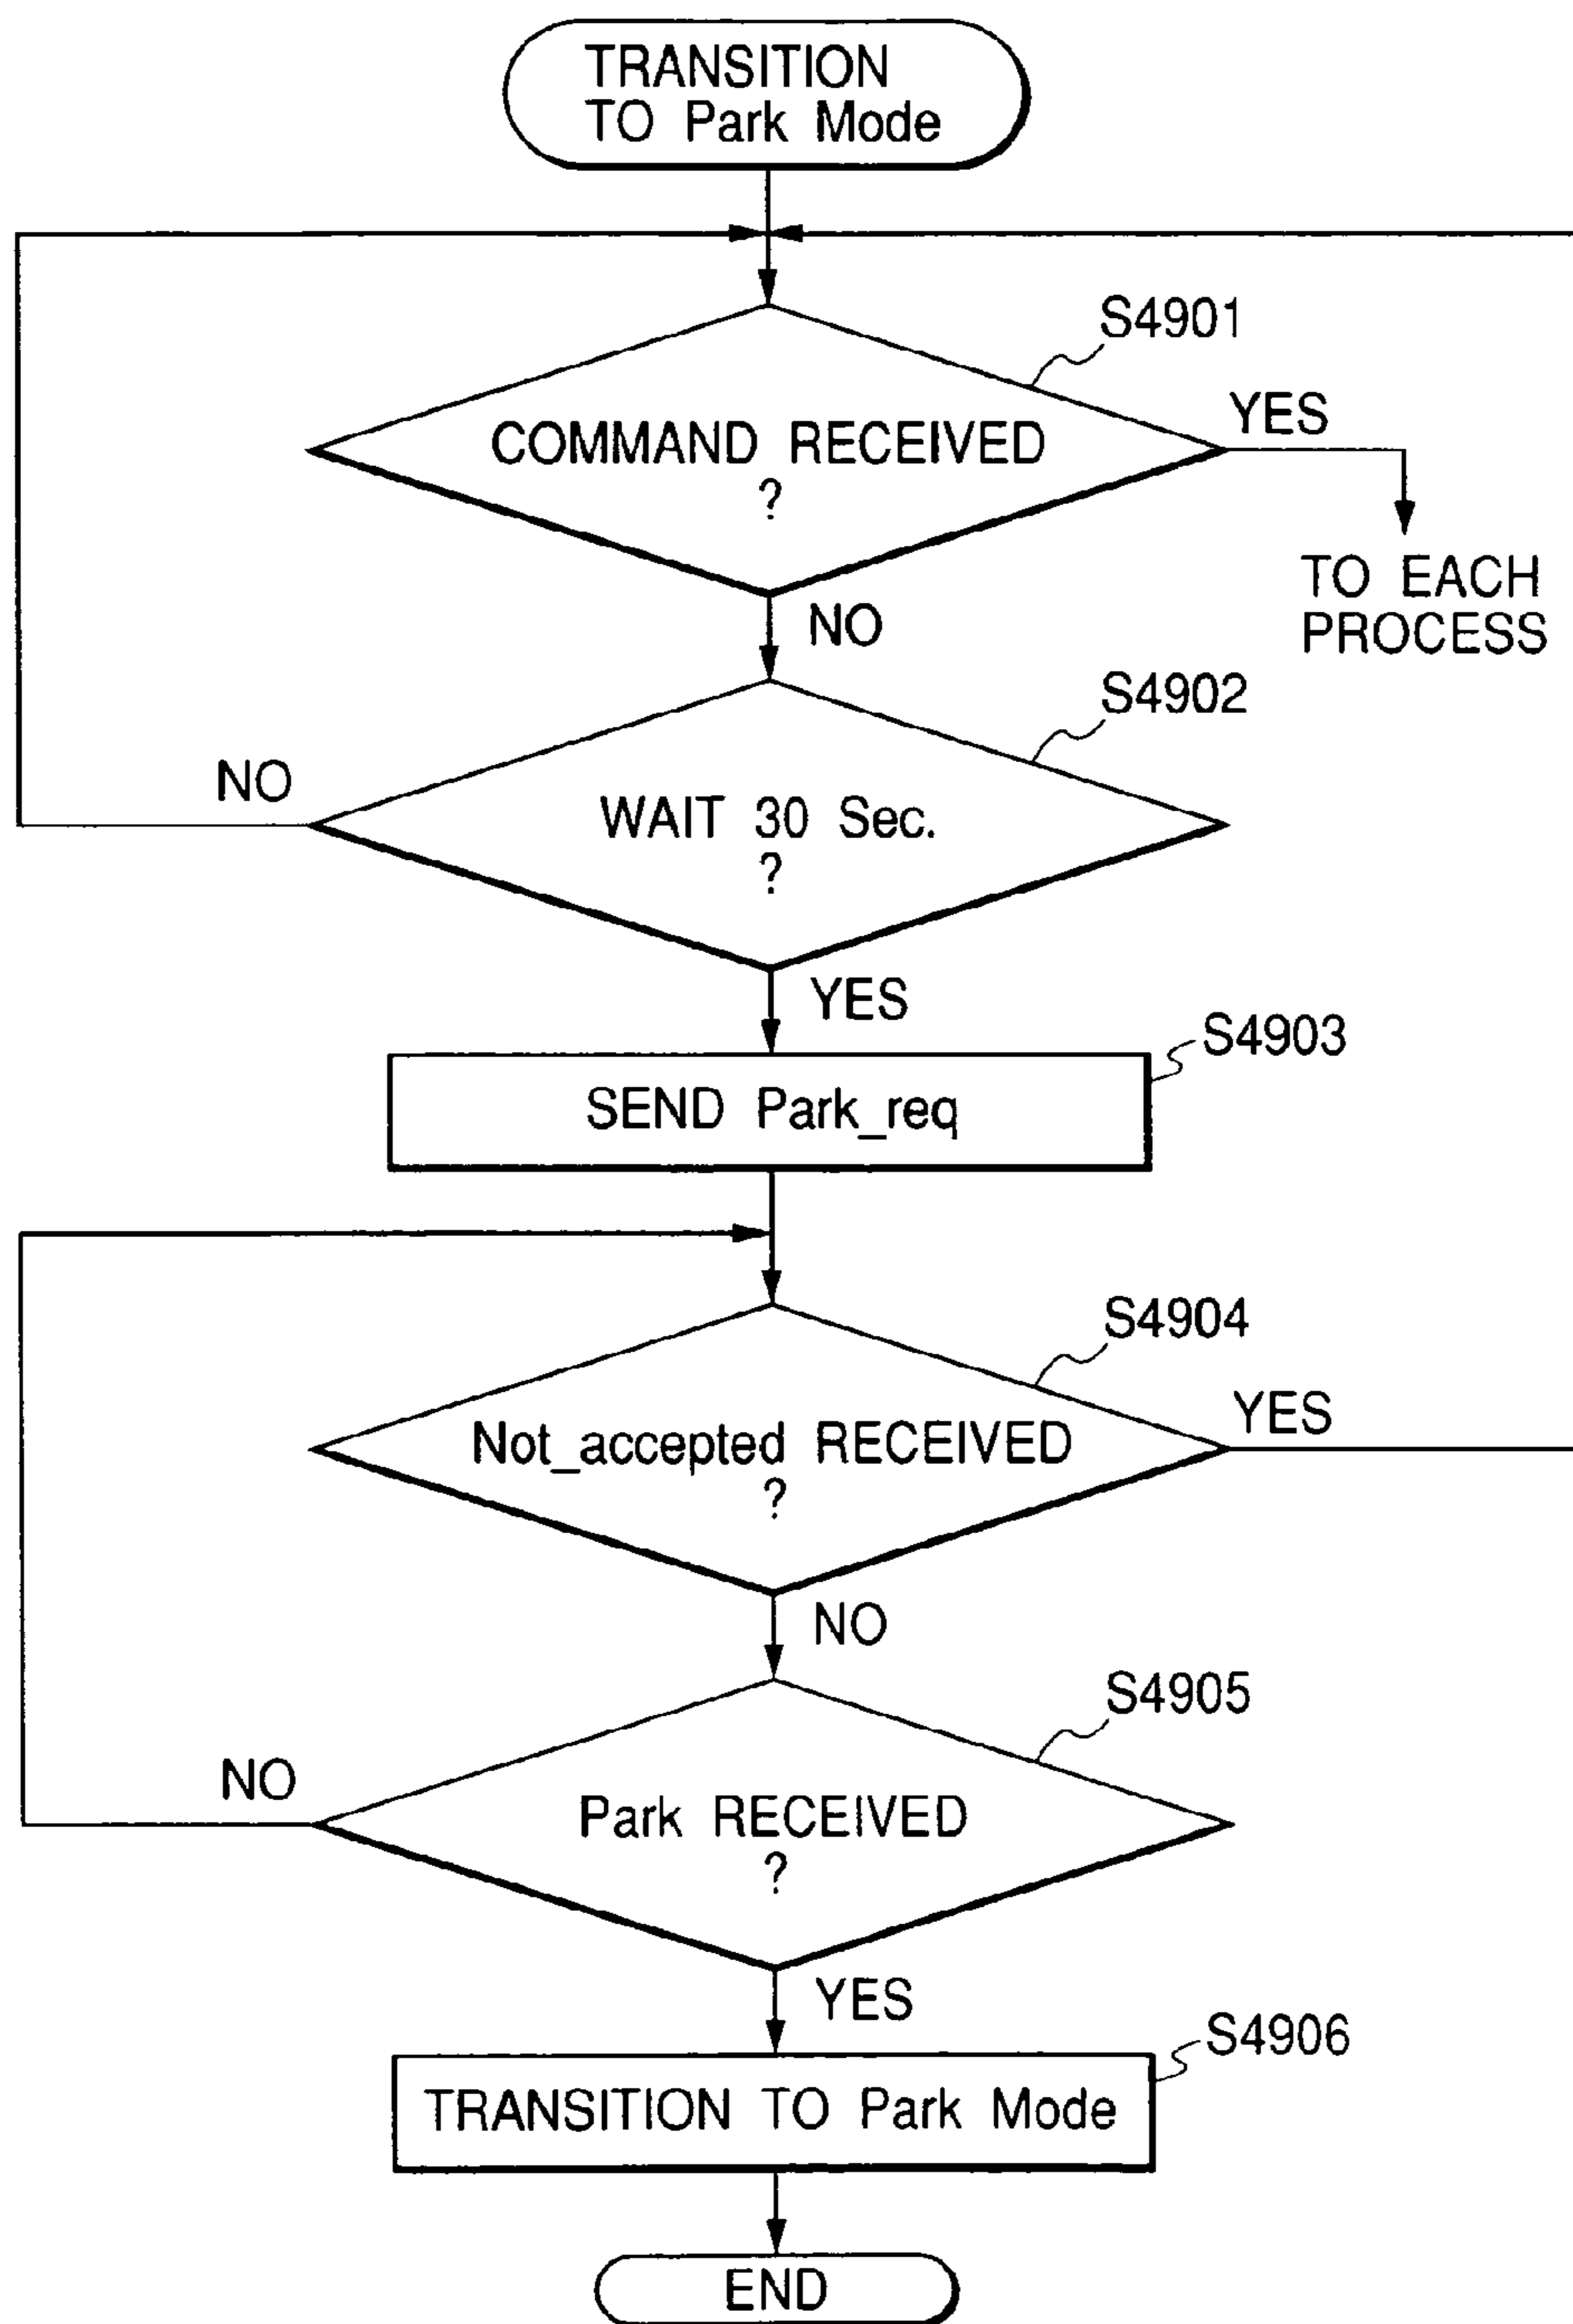 TRANSITION
TO Park Mode
S4901
COMMAND RECEIVED
?
YES
TO EACH
PROCESS
NO
S4902
WAIT 30 Sec.
?
NO
YES
S4903
SEND Park_req
S4904
Not_accepted RECEIVED
?
YES
NO
S4905
Park RECEIVED
?
NO
YES
S4906
TRANSITION TO Park Mode
END